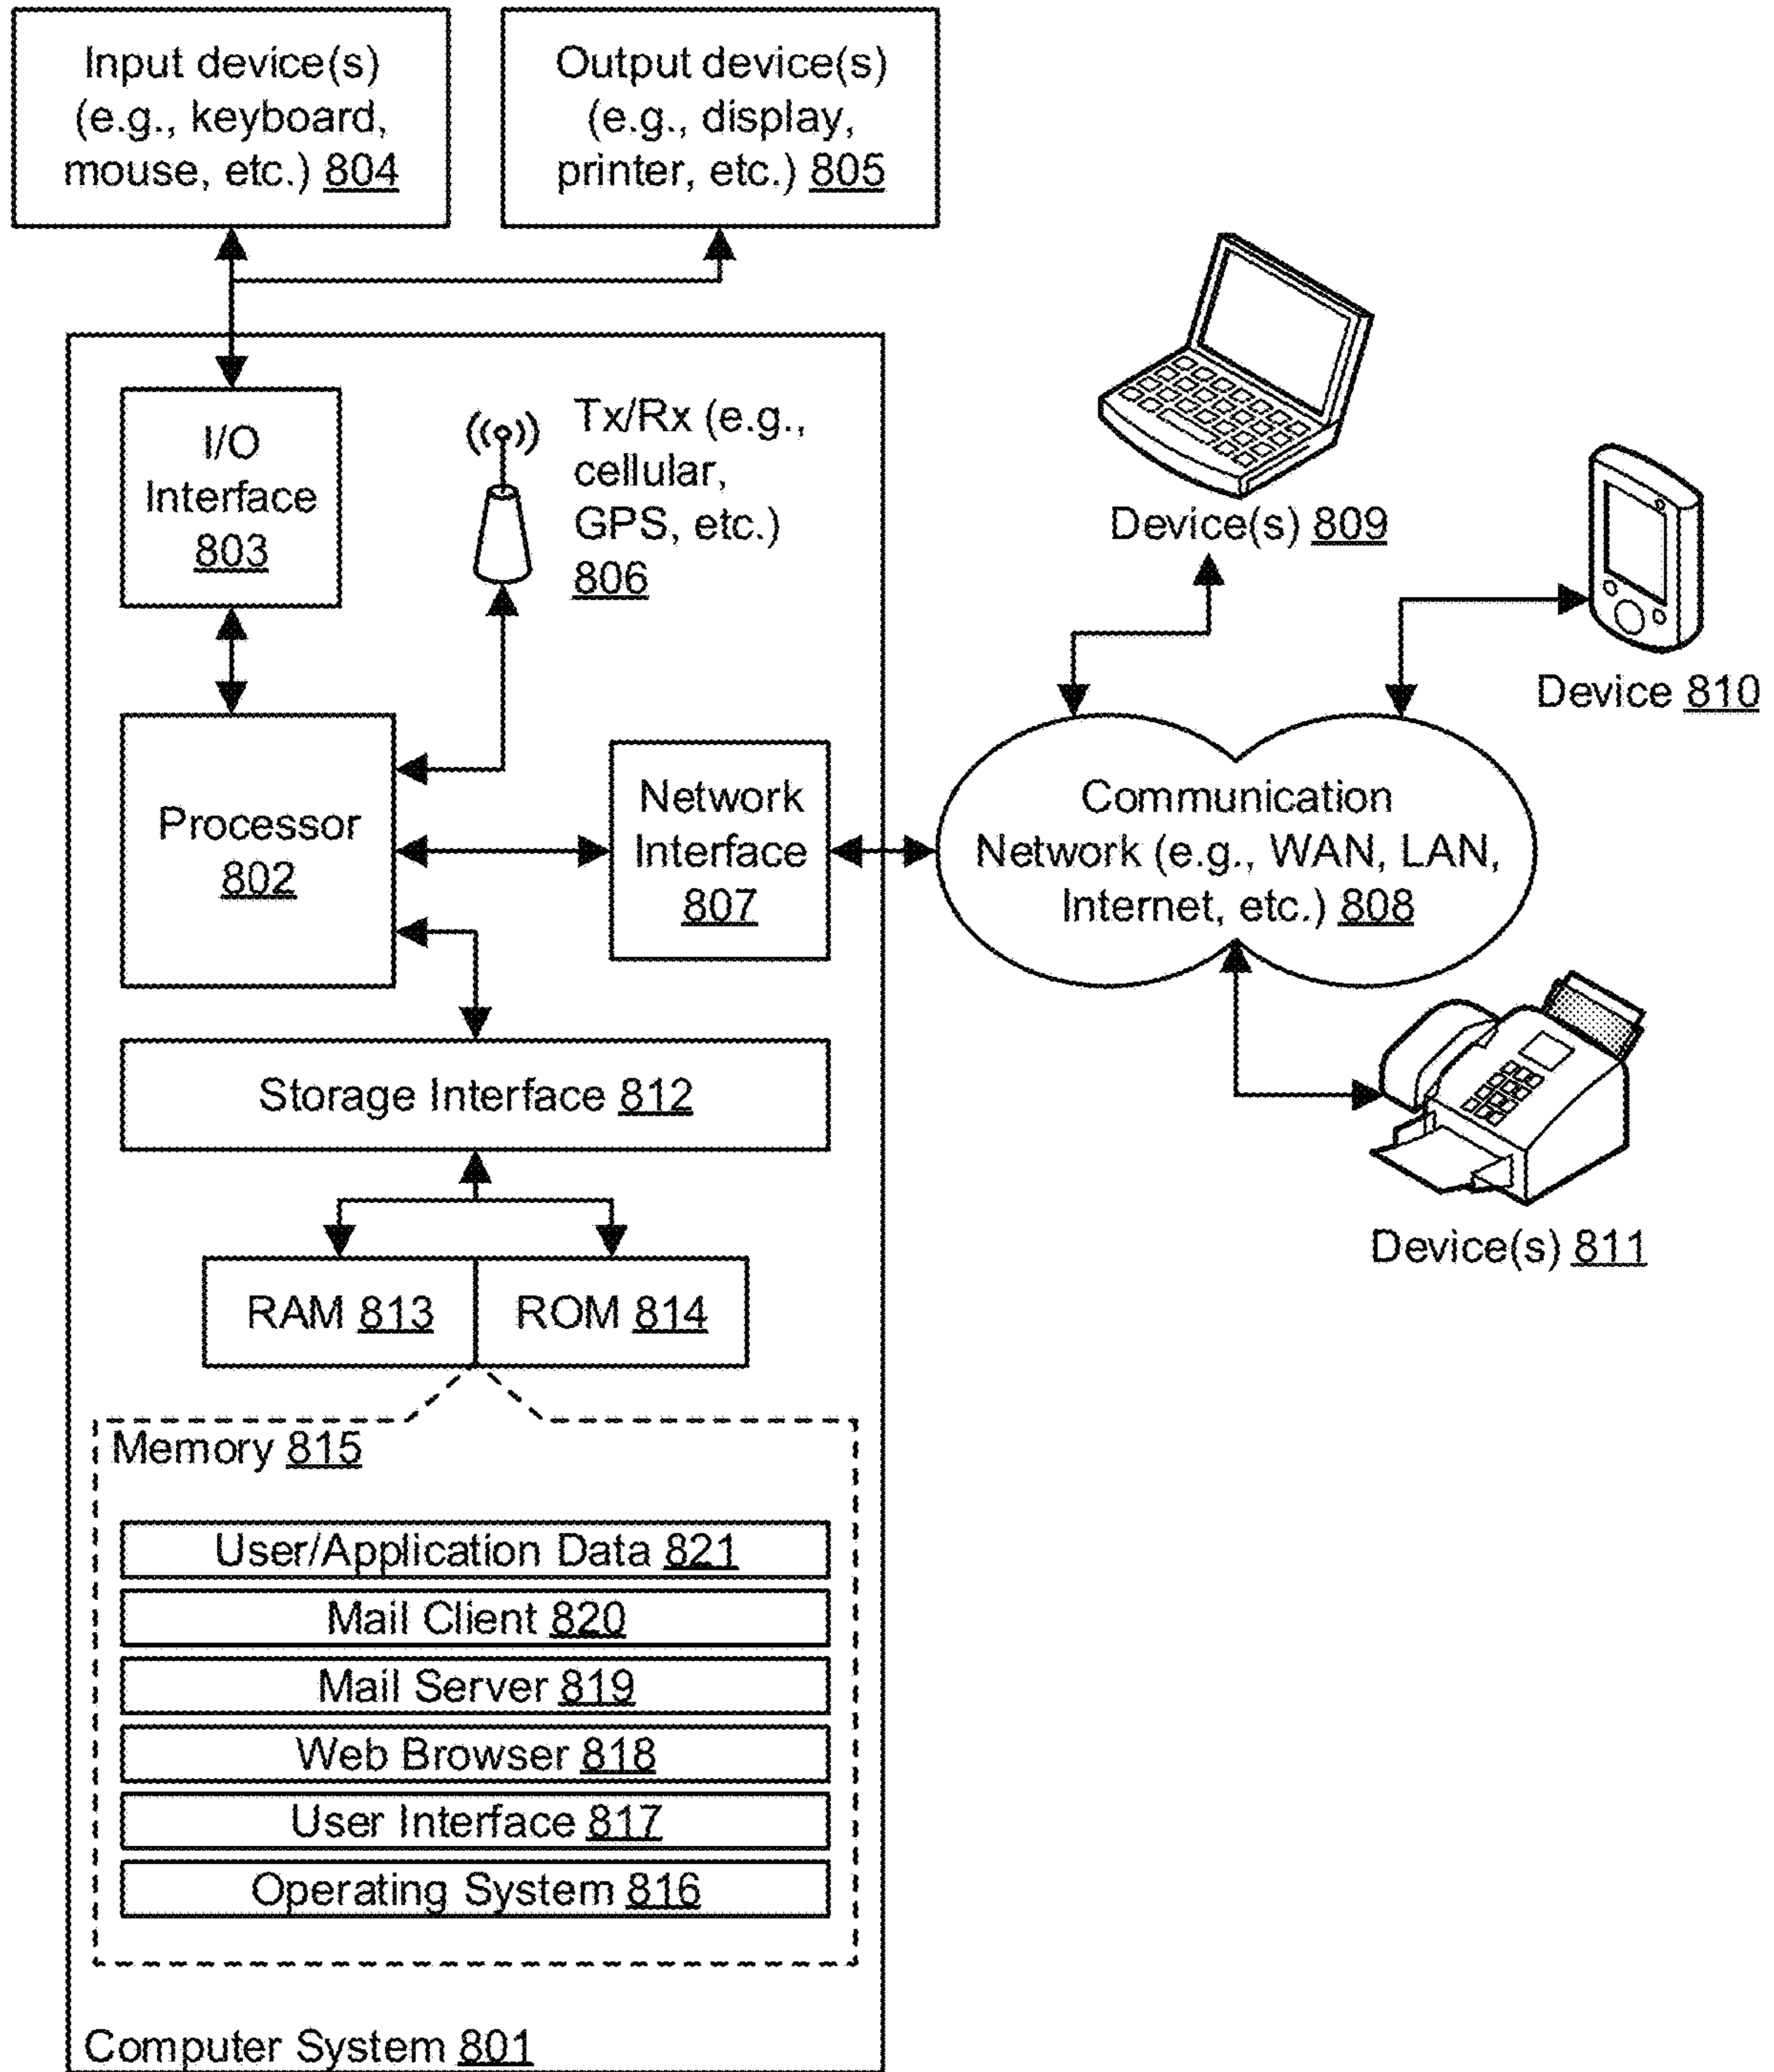 Input device(s)
(e.g., keyboard,
mouse, etc.) 804
Output device(s)
(e.g., display,
printer, etc.) 805
I/O
Interface
803
Tx/Rx (e.g.,
cellular,
GPS, etc.)
806
Device(s) 809
Device 810
Processor
802
Network
Interface
807
Communication
Network (e.g., WAN, LAN,
Internet, etc.) 808
Storage Interface 812
Device(s) 811
RAM 813
ROM 814
Memory 815
User/Application Data 821
Mail Client 820
Mail Server 819
Web Browser 818
User Interface 817
Operating System 816
Computer System 801